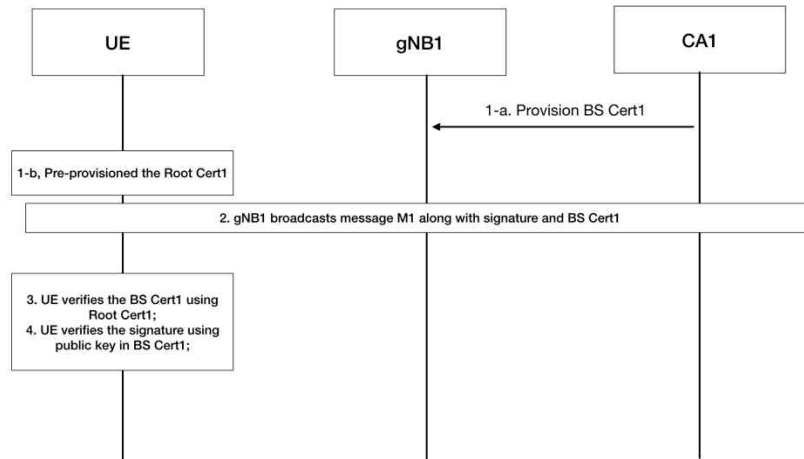 UE
gNB1
CA1
1-a. Provision BS Cert1
1-b, Pre-provisioned the Root Cert1
2. gNB1 broadcasts message M1 along with signature and BS Cert1
3. UE verifies the BS Cert1 using
Root Cert1;
4. UE verifies the signature using
public key in BS Cert1;